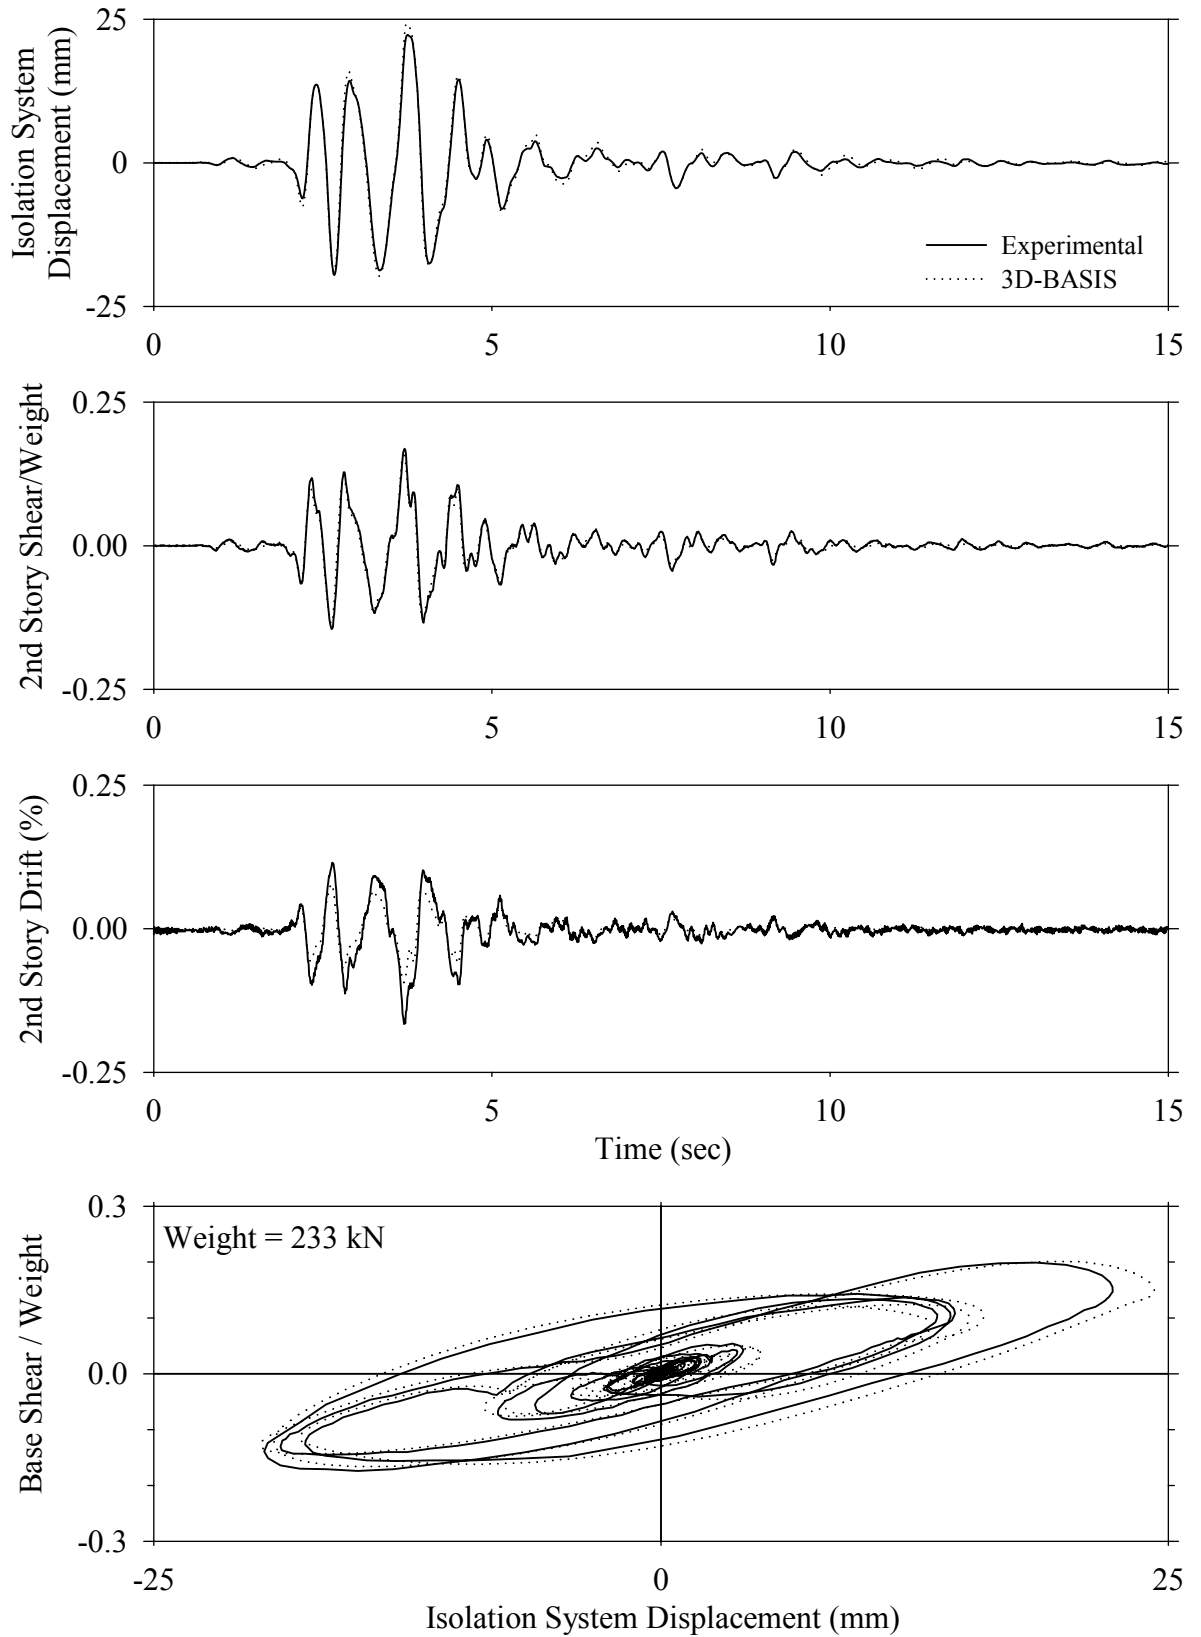 Isolation System
Displacement (mm)
25
0
-25
Experimental
3D-BASIS
0 5 10 15
2nd Story Shear/Weight
0.25
0.00
-0.25
0 5 10 15
2nd Story Drift (%)
0.25
0.00
-0.25
0 5 10 15
Time (sec)
Base Shear / Weight
0.3
0.0
-0.3
Weight = 233 kN
-25 0 25
Isolation System Displacement (mm)